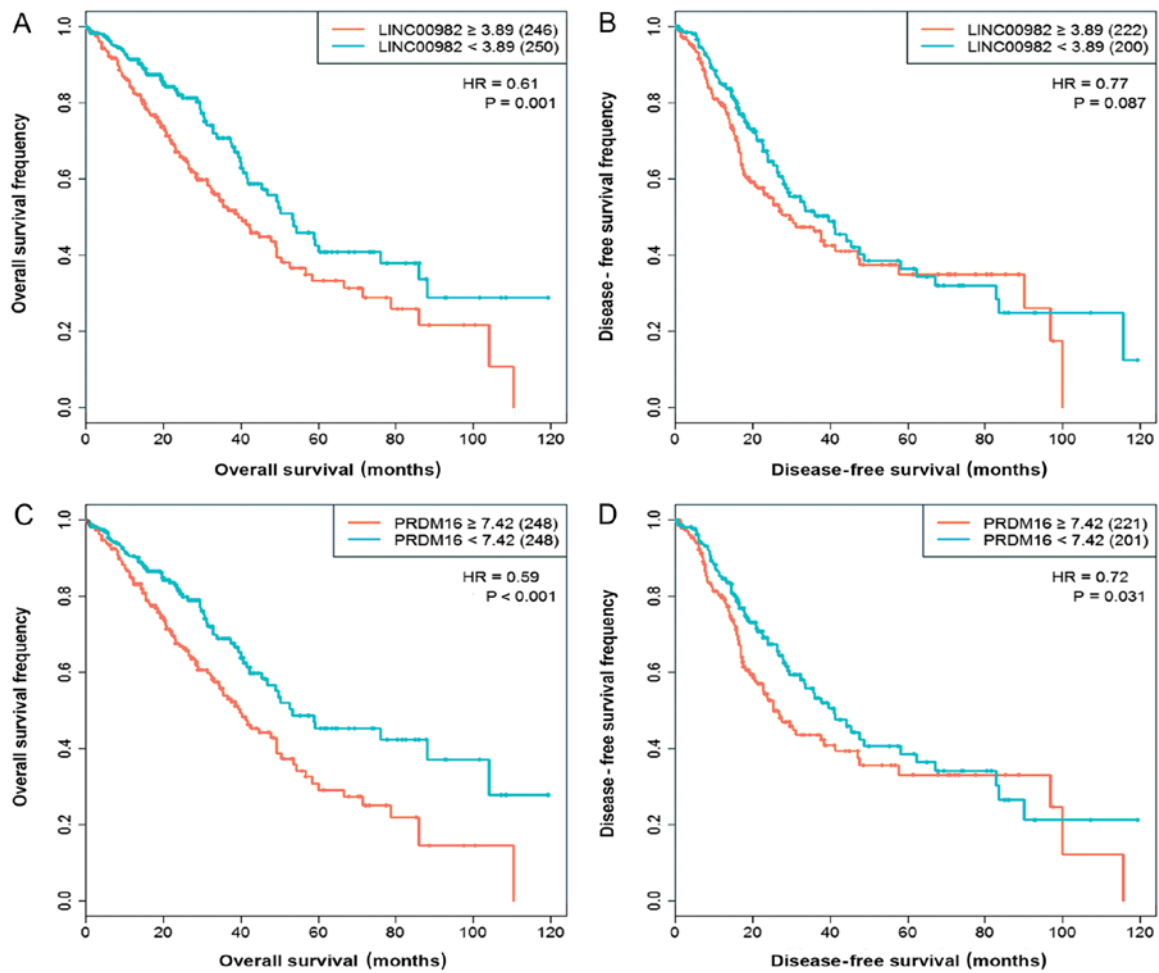 A
LINC00982 ≥ 3.89 (246)
LINC00982 < 3.89 (250)
HR = 0.61
P = 0.001
Overall survival frequency
1.0
0.8
0.6
0.4
0.2
0.0
0 20 40 60 80 100 120
Overall survival (months)
B
LINC00982 ≥ 3.89 (222)
LINC00982 < 3.89 (200)
HR = 0.77
P = 0.087
Disease - free survival frequency
1.0
0.8
0.6
0.4
0.2
0.0
0 20 40 60 80 100 120
Disease-free survival (months)
C
PRDM16 ≥ 7.42 (248)
PRDM16 < 7.42 (248)
HR = 0.59
P < 0.001
Overall survival frequency
1.0
0.8
0.6
0.4
0.2
0.0
0 20 40 60 80 100 120
Overall survival (months)
D
PRDM16 ≥ 7.42 (221)
PRDM16 < 7.42 (201)
HR = 0.72
P = 0.031
Disease - free survival frequency
1.0
0.8
0.6
0.4
0.2
0.0
0 20 40 60 80 100 120
Disease-free survival (months)